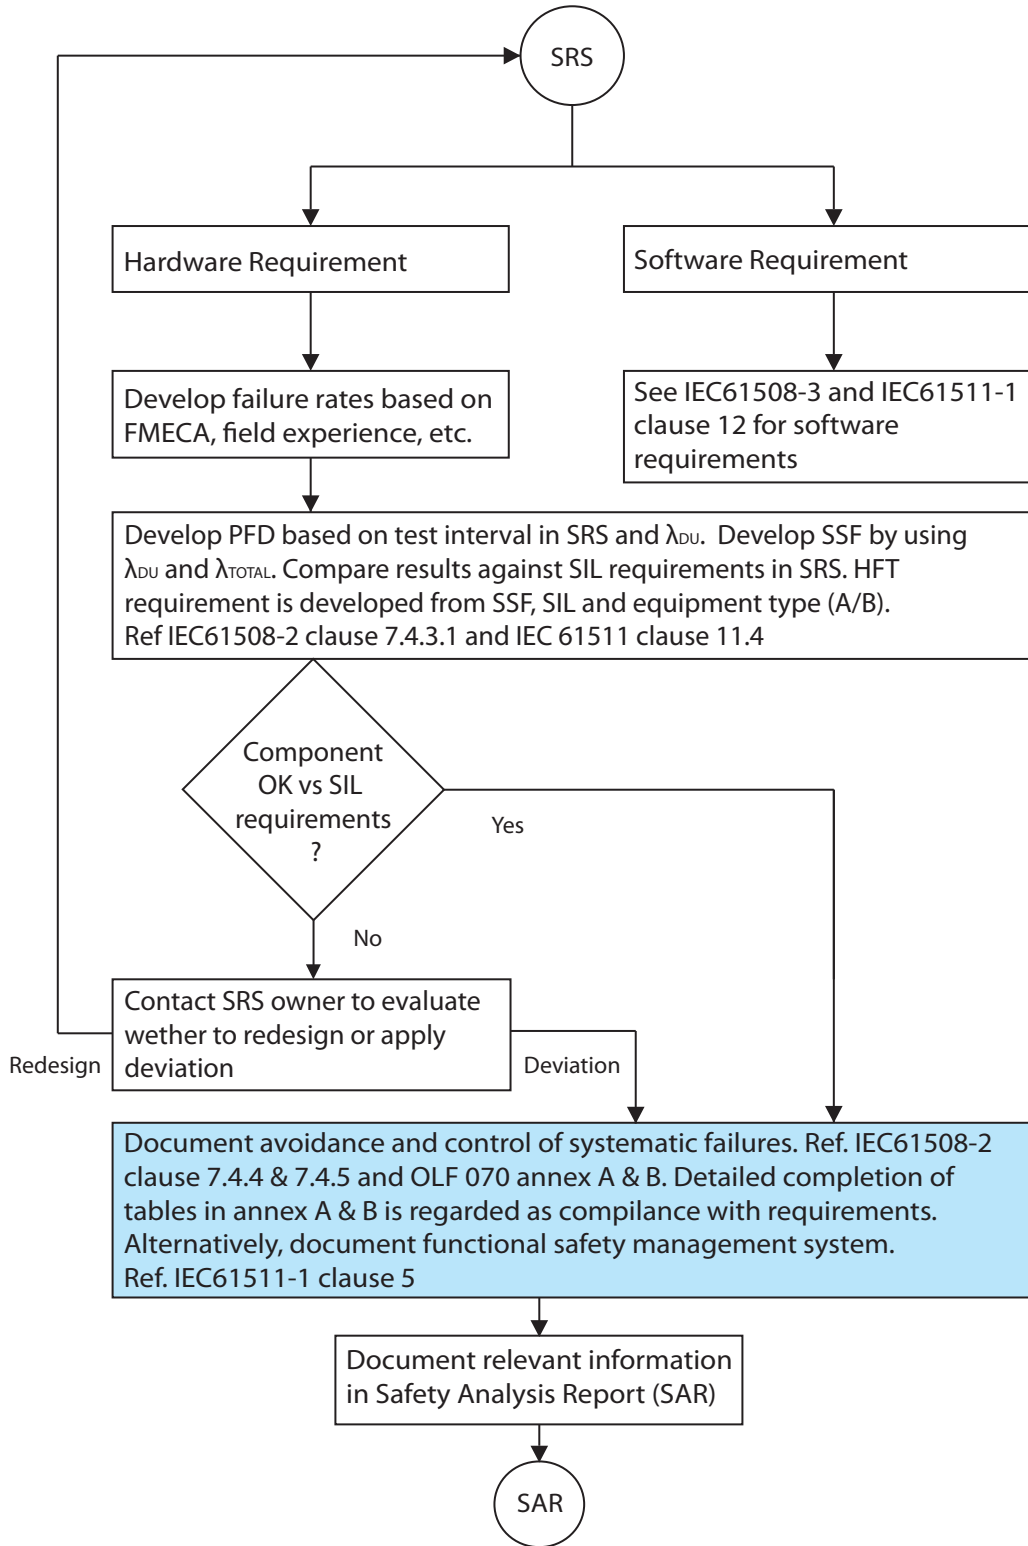 SRS
Hardware Requirement
Software Requirement
Develop failure rates based on
FMECA, field experience, etc.
See IEC61508-3 and IEC61511-1
clause 12 for software
requirements
Develop PFD based on test interval in SRS and λDU. Develop SSF by using
λDU and λTOTAL. Compare results against SIL requirements in SRS. HFT
requirement is developed from SSF, SIL and equipment type (A/B).
Ref IEC61508-2 clause 7.4.3.1 and IEC 61511 clause 11.4
Component
OK vs SIL
requirements
?
Yes
No
Contact SRS owner to evaluate
wether to redesign or apply
deviation
Redesign
Deviation
Document avoidance and control of systematic failures. Ref. IEC61508-2
clause 7.4.4 & 7.4.5 and OLF 070 annex A & B. Detailed completion of
tables in annex A & B is regarded as compilance with requirements.
Alternatively, document functional safety management system.
Ref. IEC61511-1 clause 5
Document relevant information
in Safety Analysis Report (SAR)
SAR